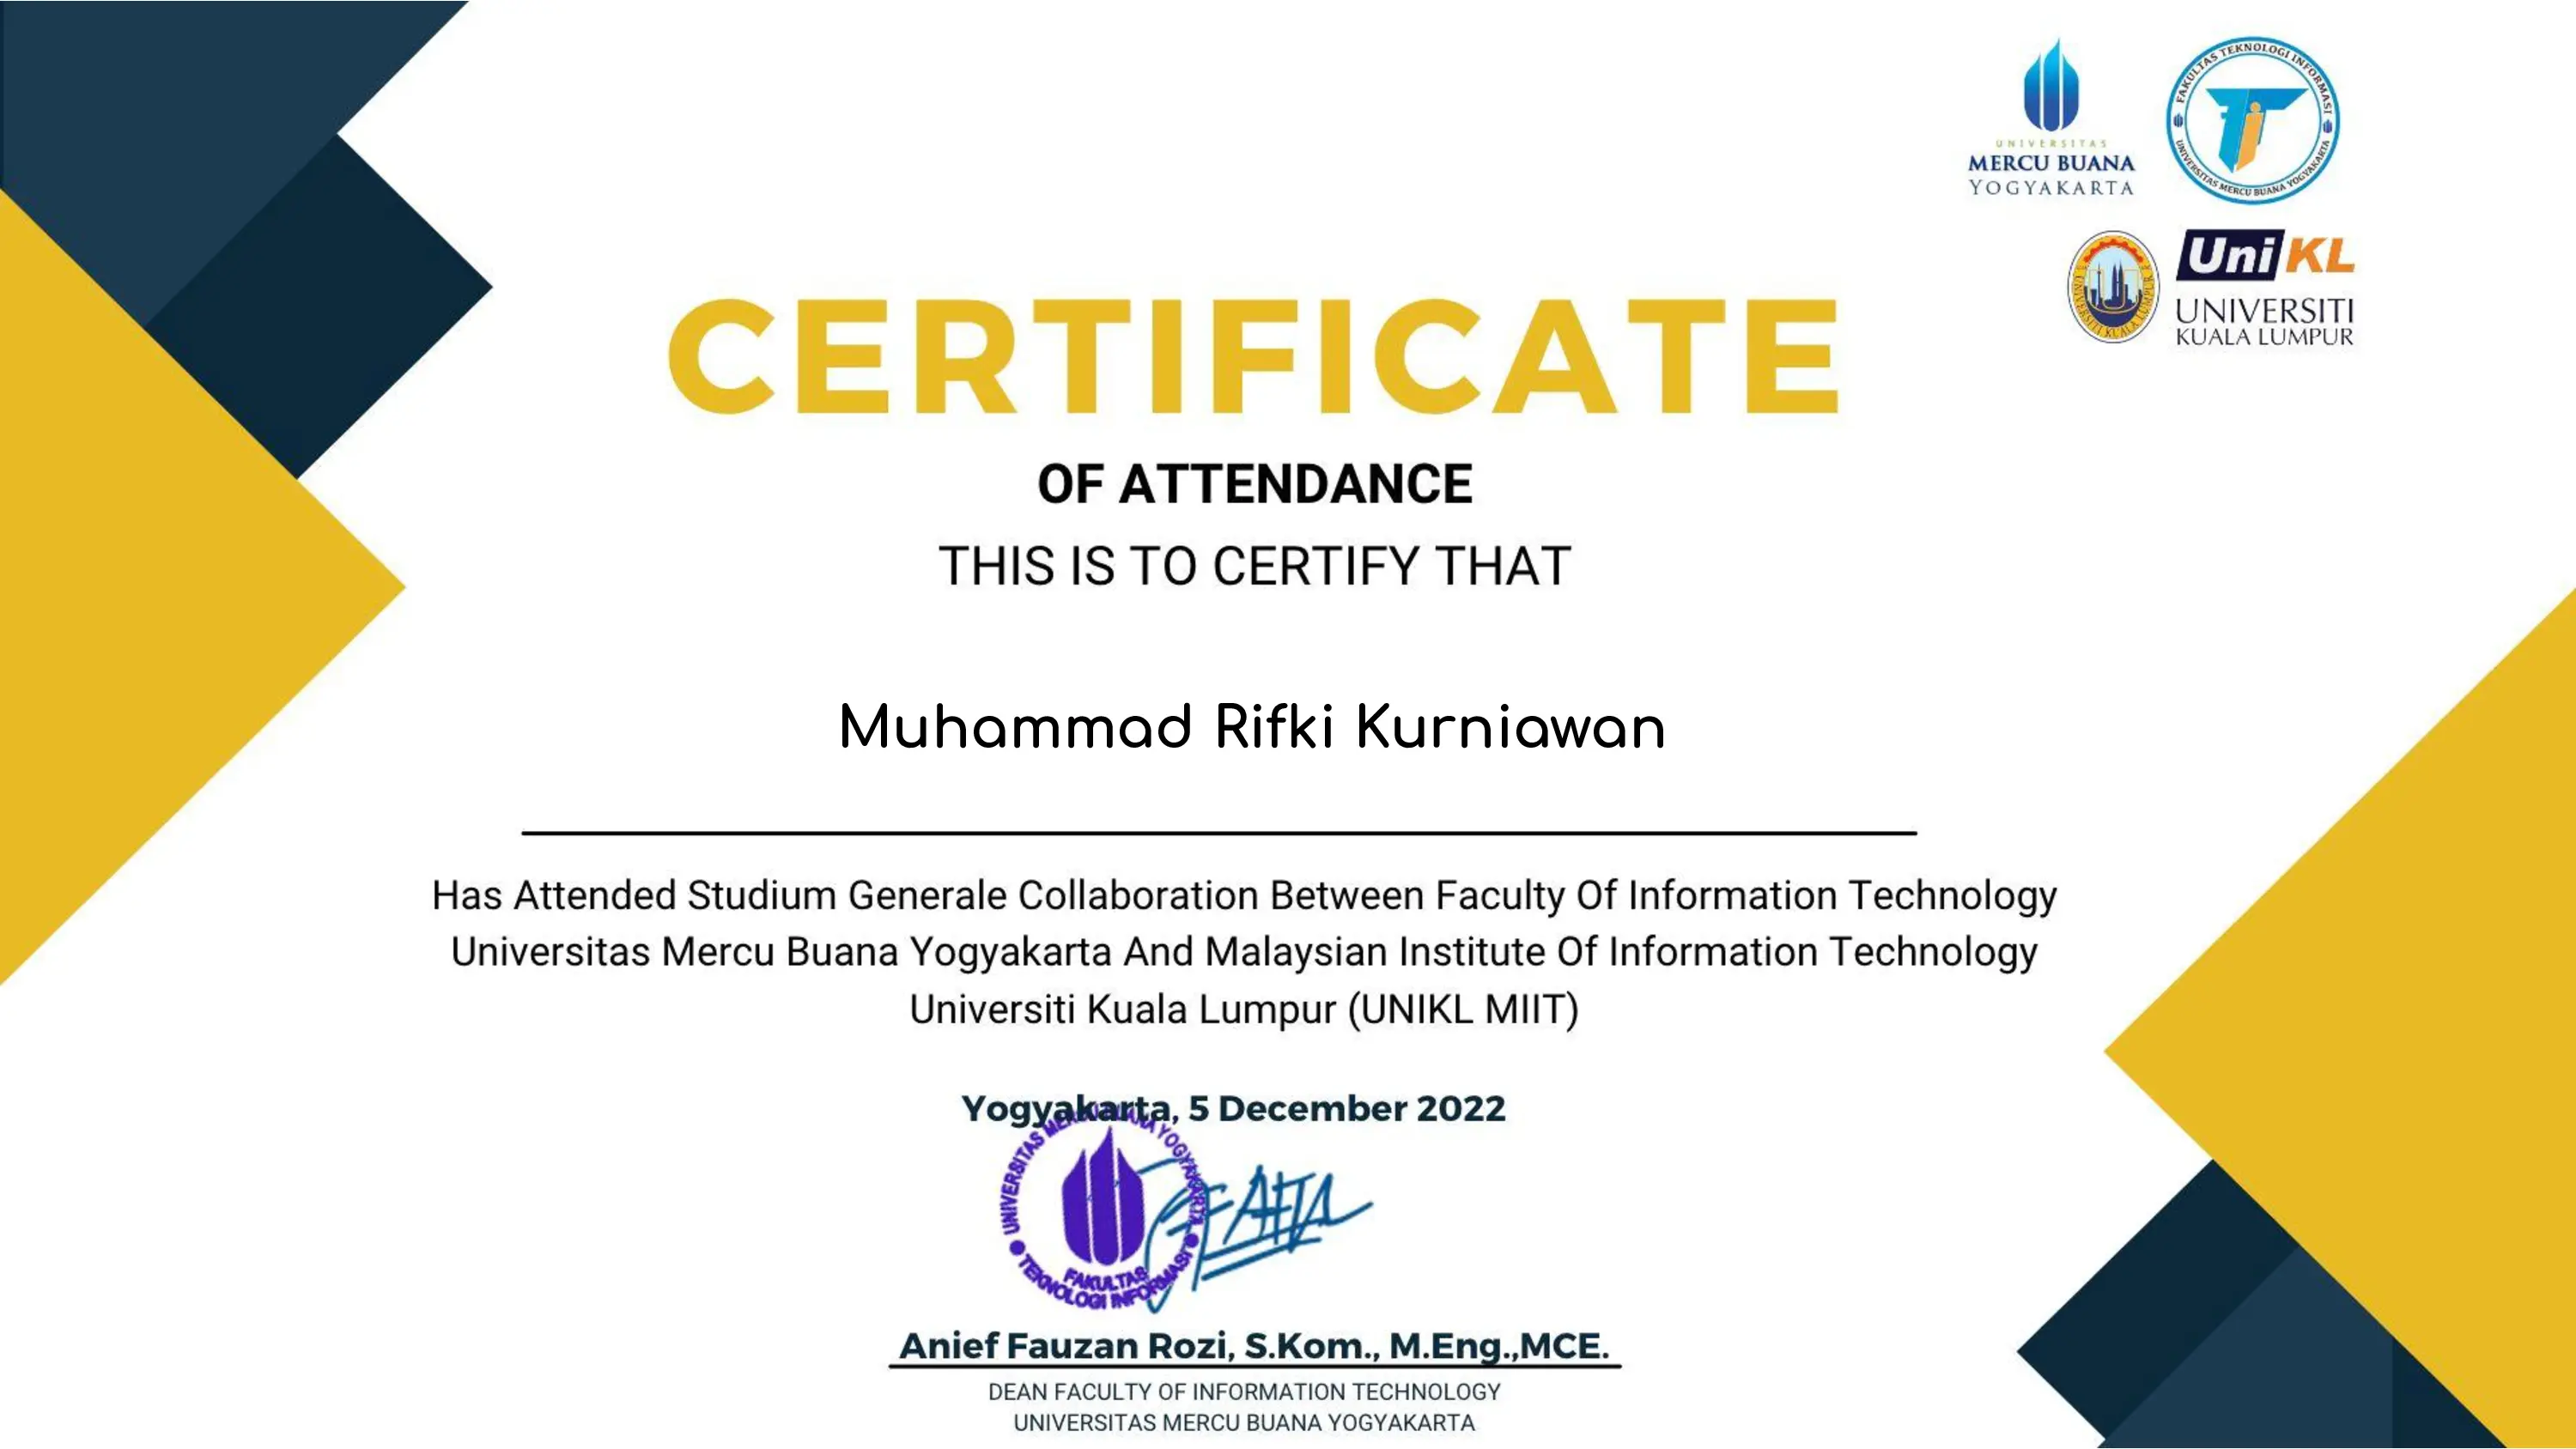 UNIVERSITAS
MERCU BUANA
YOGYAKARTA
FAKULTAS TEKNOLOGI INFORMASI
UNIVERSITAS MERCU BUANA YOGYAKARTA
UNIVERSITI KUALA LUMPUR
UniKL
UNIVERSITI
KUALA LUMPUR
CERTIFICATE
OF ATTENDANCE
THIS IS TO CERTIFY THAT
Muhammad Rifki Kurniawan
Has Attended Studium Generale Collaboration Between Faculty Of Information Technology
Universitas Mercu Buana Yogyakarta And Malaysian Institute Of Information Technology
Universiti Kuala Lumpur (UNIKL MIIT)
Yogyakarta, 5 December 2022
UNIVERSITAS MERCU BUANA YOGYAKARTA
FAKULTAS
TEKNOLOGI INFORMASI
Anief Fauzan Rozi, S.Kom., M.Eng.,MCE.
DEAN FACULTY OF INFORMATION TECHNOLOGY
UNIVERSITAS MERCU BUANA YOGYAKARTA